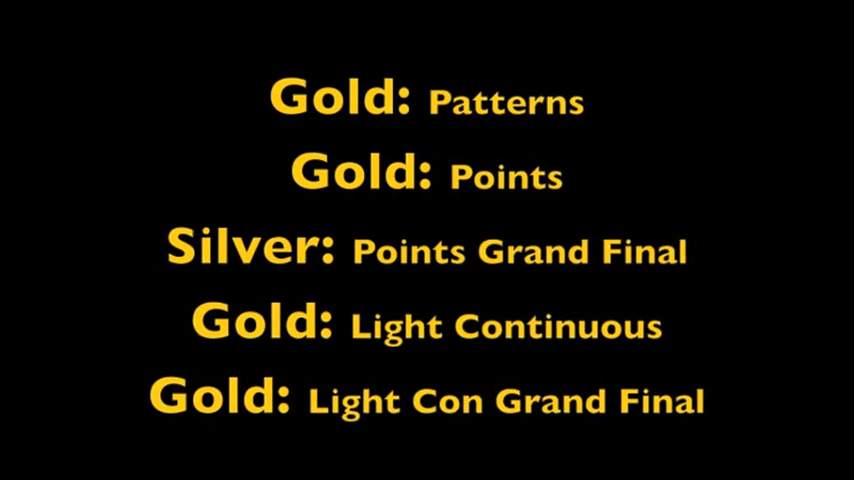 Gold: Patterns
Gold: Points
Silver: Points Grand Final
Gold: Light Continuous
Gold: Light Con Grand Final